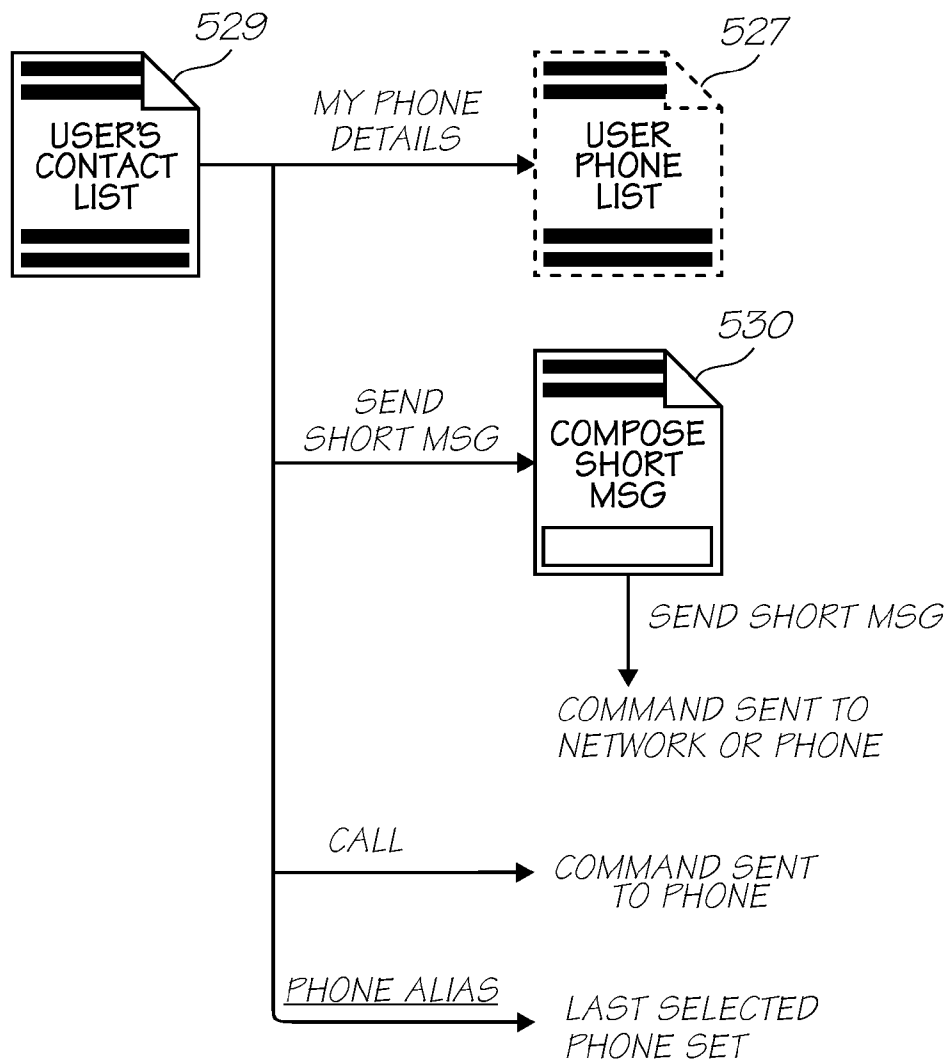 529
USER'S
CONTACT
LIST
MY PHONE
DETAILS
527
USER
PHONE
LIST
SEND
SHORT MSG
530
COMPOSE
SHORT
MSG
SEND SHORT MSG
COMMAND SENT TO
NETWORK OR PHONE
CALL
COMMAND SENT
TO PHONE
PHONE ALIAS
LAST SELECTED
PHONE SET